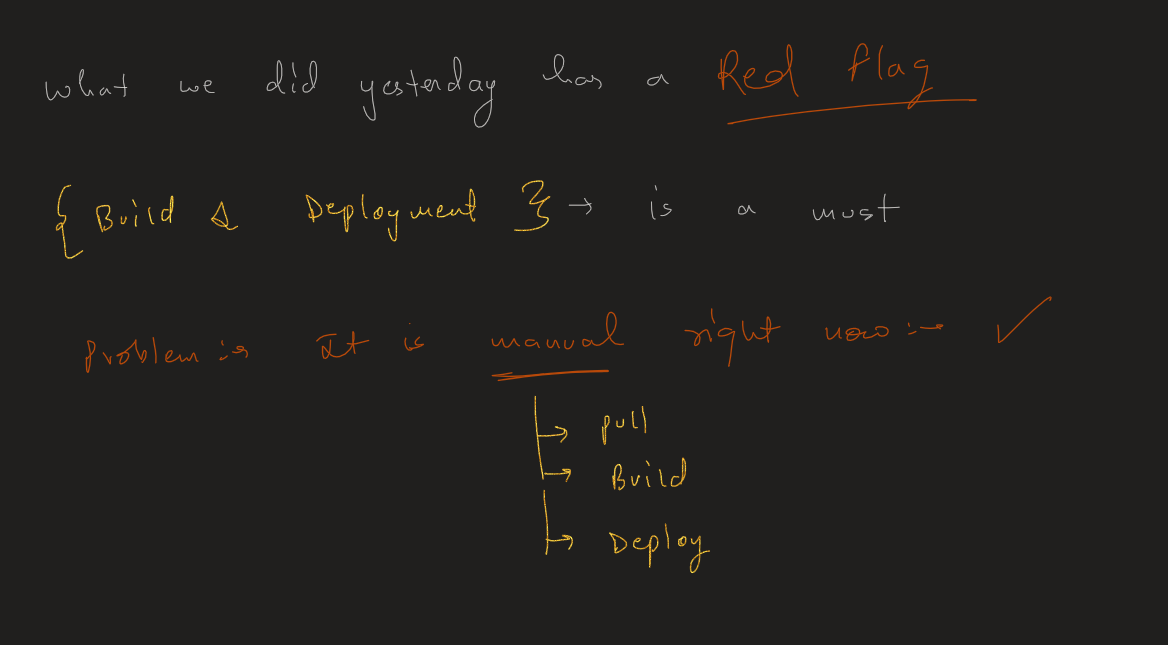 what we did yesterday has a Red flag
{ Build & Deployment } → is a must
Problem :→ It is manual right now :→ ✓
→ pull
→ Build
→ Deploy